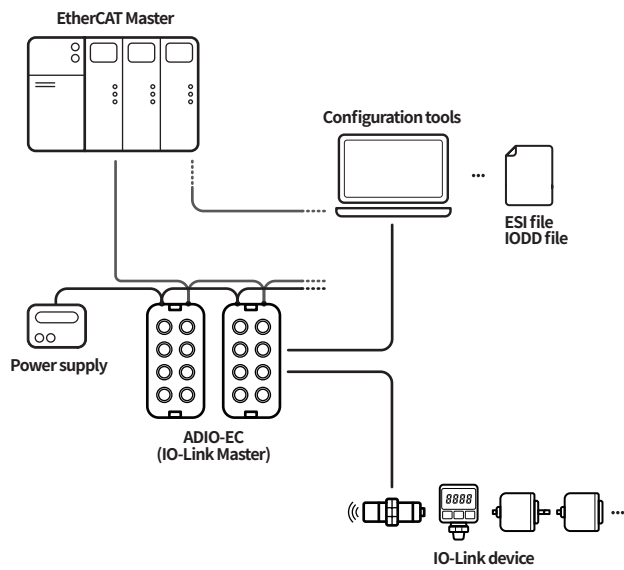 EtherCAT Master
Configuration tools
ESI file
IODD file
Power supply
ADIO-EC
(IO-Link Master)
8888
IO-Link device